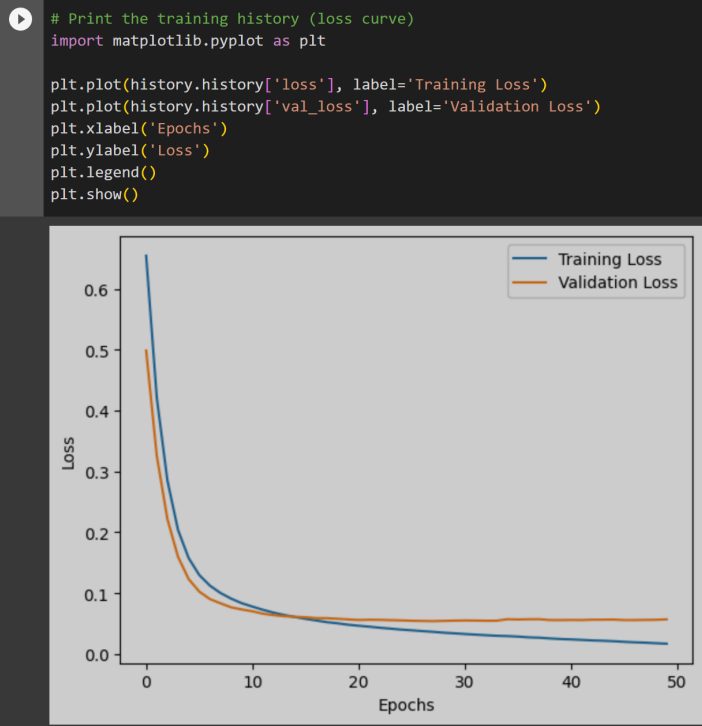 # Print the training history (loss curve)
import matplotlib.pyplot as plt
plt.plot(history.history['loss'], label='Training Loss')
plt.plot(history.history['val_loss'], label='Validation Loss')
plt.xlabel('Epochs')
plt.ylabel('Loss')
plt.legend()
plt.show()
Training Loss
Validation Loss
0.6
0.5
0.4
0.3
0.2
0.1
0.0
Loss
0
10
20
30
40
50
Epochs